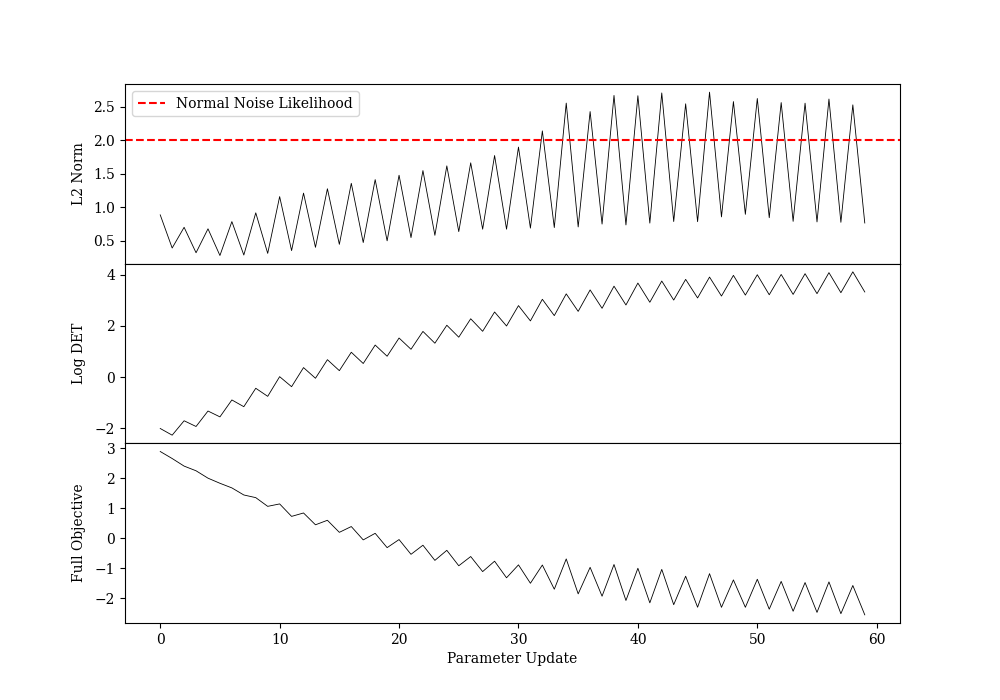 Normal Noise Likelihood
L2 Norm
2.5
2.0
1.5
1.0
0.5
Log DET
4
2
0
−2
Full Objective
3
2
1
0
−1
−2
0 10 20 30 40 50 60
Parameter Update